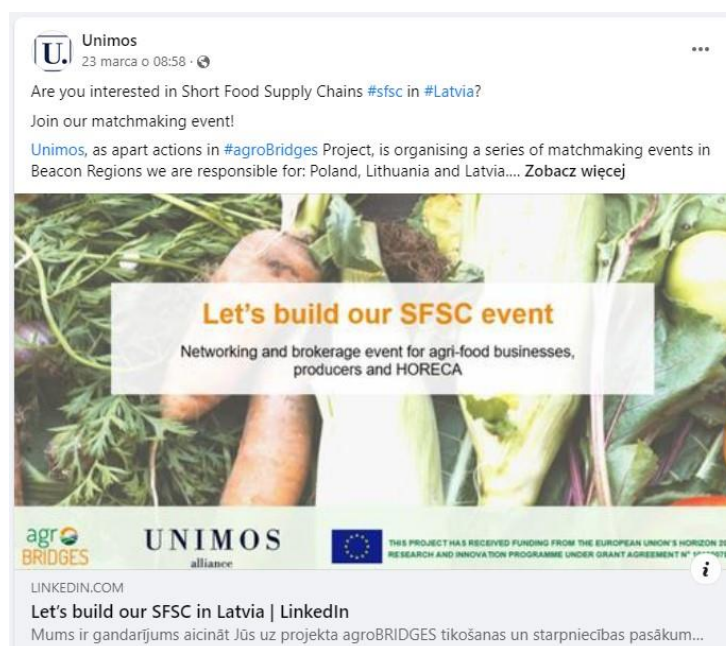 Unimos
23 marca o 08:58
Are you interested in Short Food Supply Chains #sfsc in #Latvia?
Join our matchmaking event!
Unimos, as apart actions in #agroBridges Project, is organising a series of matchmaking events in
Beacon Regions we are responsible for: Poland, Lithuania and Latvia.... Zobacz więcej
Let's build our SFSC event
Networking and brokerage event for agri-food businesses,
producers and HORECA
agro
BRIDGES
UNIMOS
alliance
THIS PROJECT HAS RECEIVED FUNDING FROM THE EUROPEAN UNION'S HORIZON 20
RESEARCH AND INNOVATION PROGRAMME UNDER GRANT AGREEMENT N°
LINKEDIN.COM
Let's build our SFSC in Latvia | LinkedIn
Mums ir gandarījums aicināt Jūs uz projekta agroBRIDGES tikošanas un starpniecības pasākum...